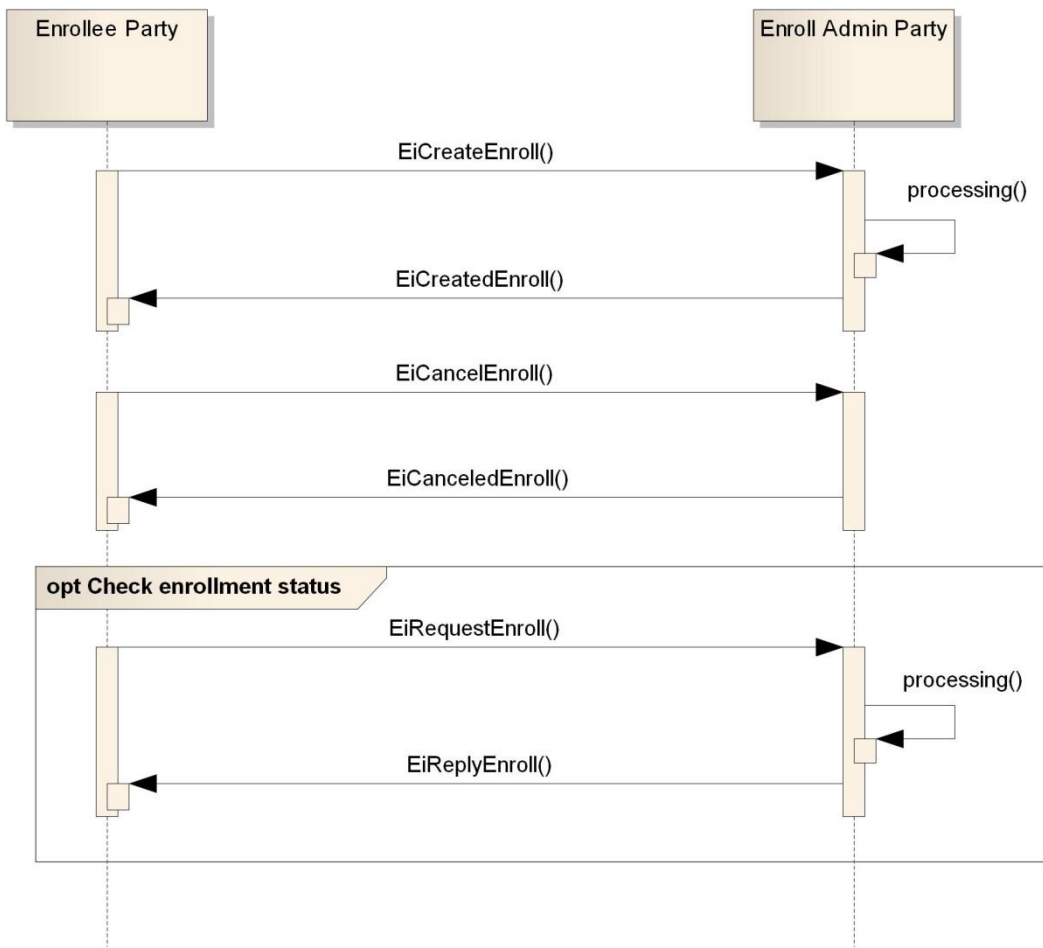 Enrollee Party
Enroll Admin Party
EiCreateEnroll()
processing()
EiCreatedEnroll()
EiCancelEnroll()
EiCanceledEnroll()
opt Check enrollment status
EiRequestEnroll()
processing()
EiReplyEnroll()